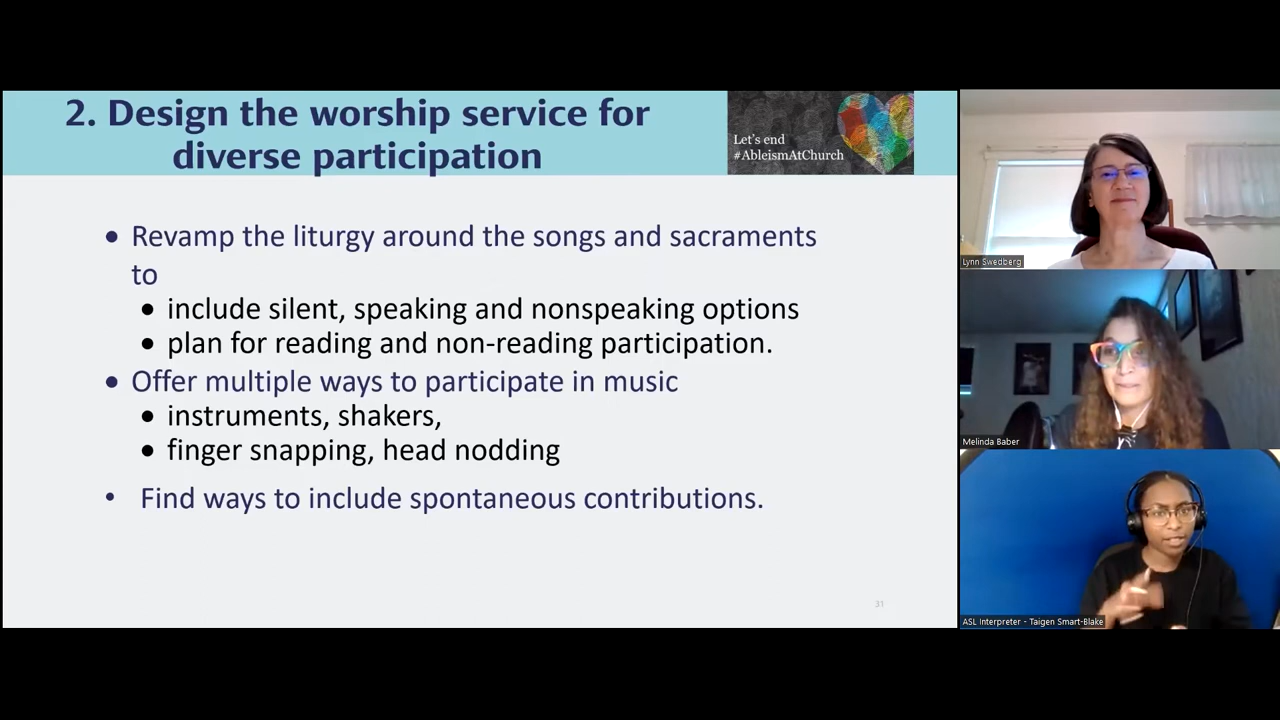 2. Design the worship service for
diverse participation
Let's end
#AbleismAtChurch
• Revamp the liturgy around the songs and sacraments
to
• include silent, speaking and nonspeaking options
• plan for reading and non-reading participation.
• Offer multiple ways to participate in music
• instruments, shakers,
• finger snapping, head nodding
• Find ways to include spontaneous contributions.
31
Lynn Swedberg
Melinda Baber
ASL Interpreter - Taigen Smart-Blake